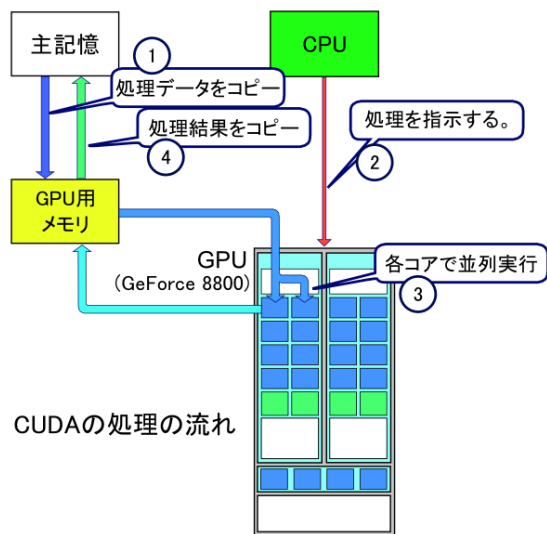 主記憶
CPU
①
処理データをコピー
処理結果をコピー
④
処理を指示する。
②
GPU用
メモリ
GPU
(GeForce 8800)
各コアで並列実行
③
CUDAの処理の流れ